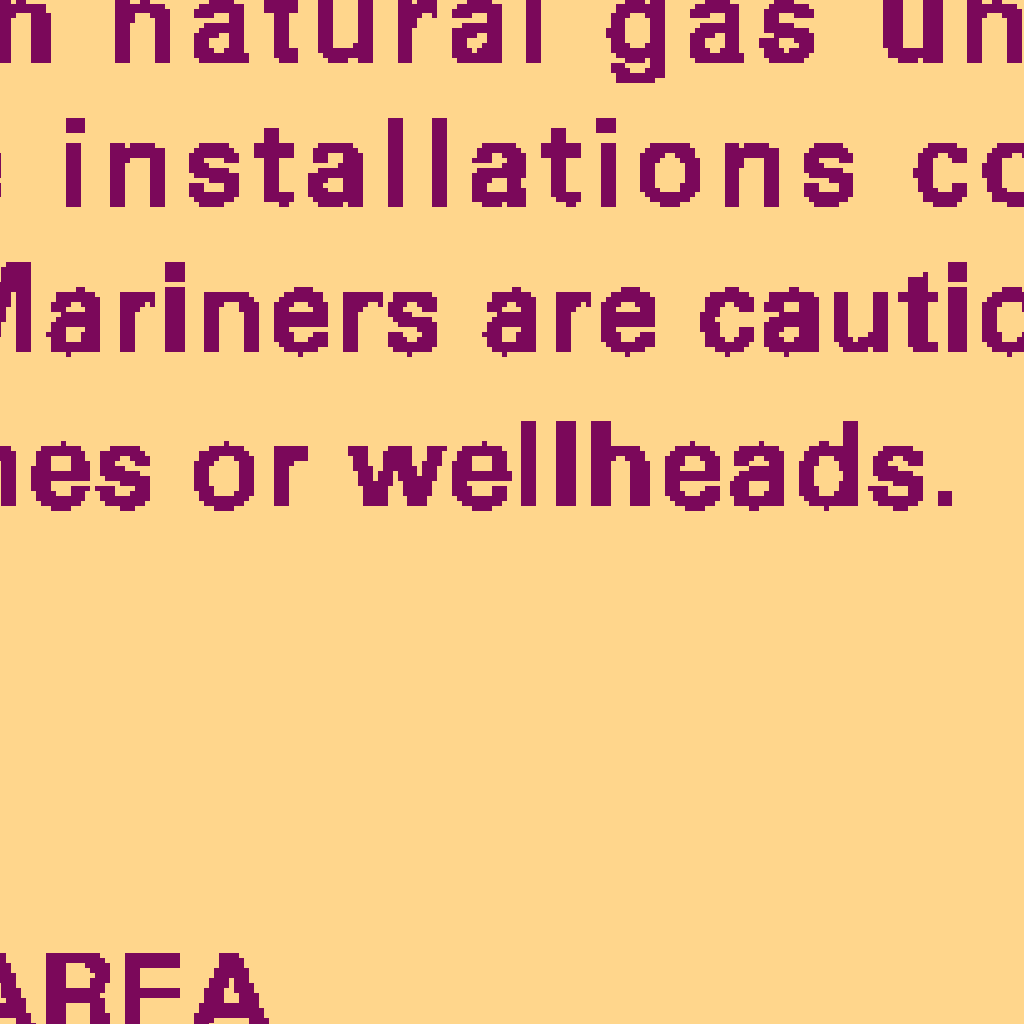 natural gas un
installations co
Mariners are cautio
nes or wellheads.
AREA